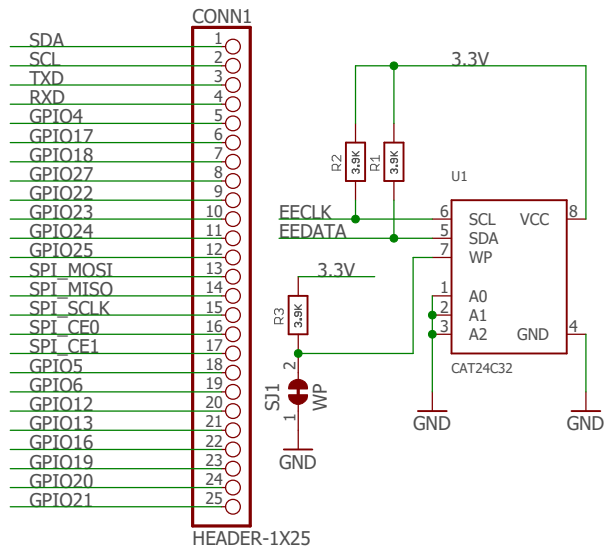 CONN1
SDA 1
SCL 2
TXD 3
RXD 4
GPIO4 5
GPIO17 6
GPIO18 7
GPIO27 8
GPIO22 9
GPIO23 10
GPIO24 11
GPIO25 12
SPI_MOSI 13
SPI_MISO 14
SPI_SCLK 15
SPI_CE0 16
SPI_CE1 17
GPIO5 18
GPIO6 19
GPIO12 20
GPIO13 21
GPIO16 22
GPIO19 23
GPIO20 24
GPIO21 25
HEADER-1X25
3.3V
R2 3.9K
R1 3.9K
U1
EECLK 6 SCL VCC 8
EEDATA 5 SDA
7 WP
1 A0
2 A1
3 A2 GND 4
CAT24C32
GND
GND
3.3V
R3 3.9K
2
SJ1 WP
1
GND